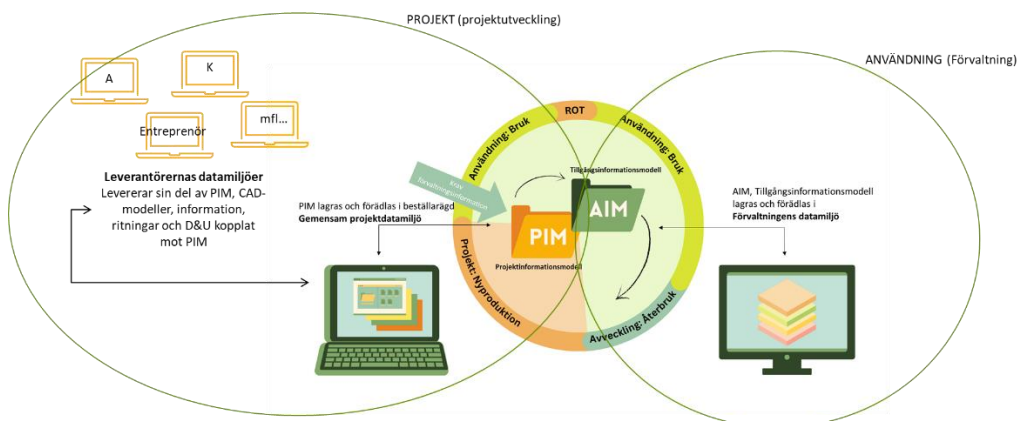 PROJEKT (projektutveckling)
ANVÄNDNING (Förvaltning)
A
K
Entreprenör
mfl...
Leverantörernas datamiljöer
Levererar sin del av PIM, CAD-
modeller, information,
ritningar och D&U kopplat
mot PIM
krav
förvaltningsinformation
PIM lagras och förädlas i beställarägd
Gemensam projektdatamiljö
Användning: Bruk
ROT
Användning: Bruk
Tillgångsinformationsmodell
AIM
PIM
Projektinformationsmodell
Projekt: Nyproduktion
Avveckling: Återbruk
AIM, Tillgångsinformationsmodell
lagras och förädlas i
Förvaltningens datamiljö